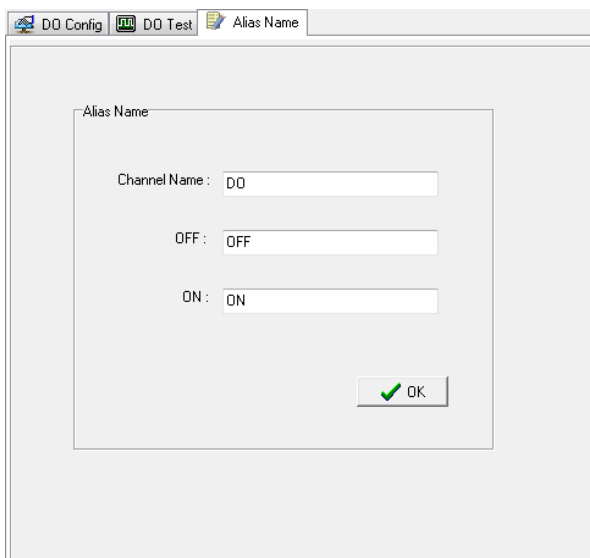 DO Config DO Test Alias Name
Alias Name
Channel Name : DO
OFF : OFF
ON : ON
OK